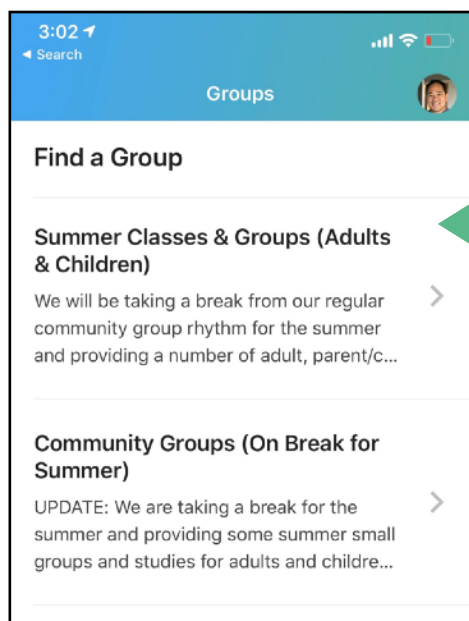 3:02
◀ Search
Groups
Find a Group
Summer Classes & Groups (Adults
& Children)
We will be taking a break from our regular
community group rhythm for the summer
and providing a number of adult, parent/c...
Community Groups (On Break for
Summer)
UPDATE: We are taking a break for the
summer and providing some summer small
groups and studies for adults and childre...